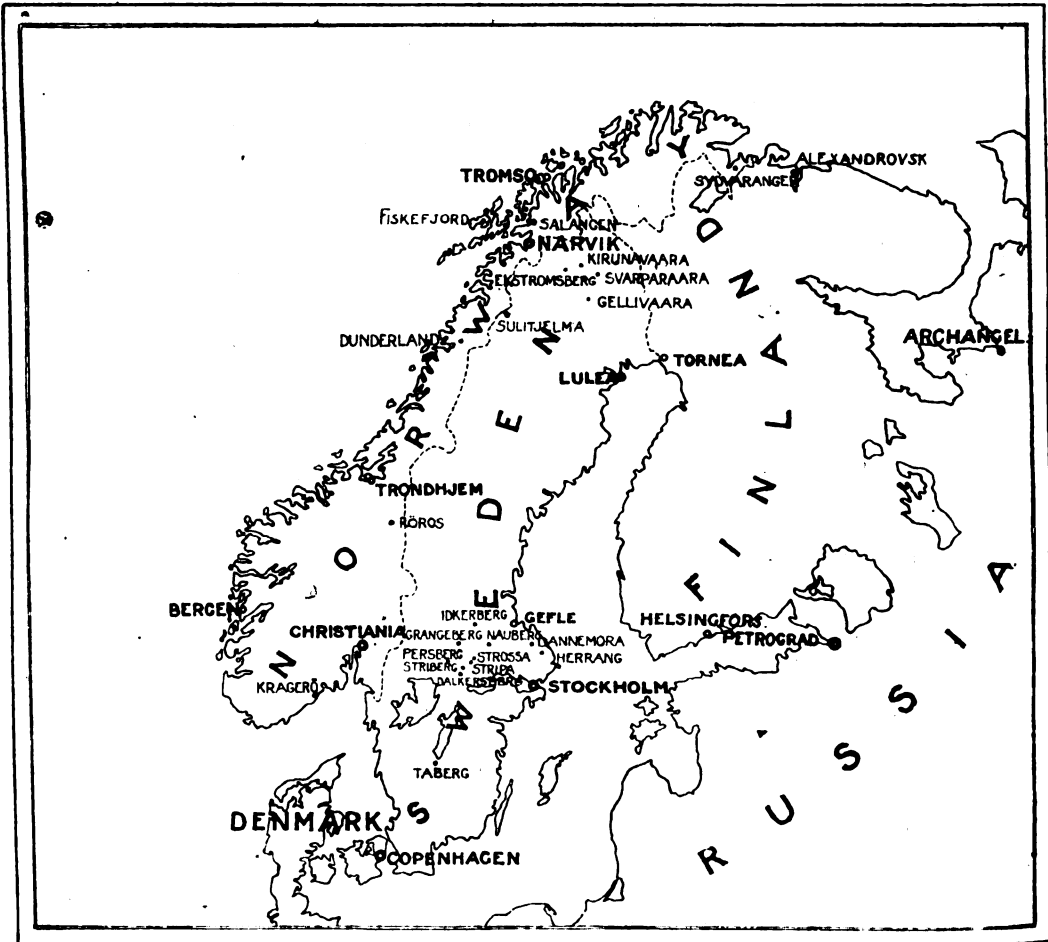 ALEXANDROVSK
TROMSO
SYDVARANGER
FISKEFJORD
SALANGEN
NARVIK
KIRUNAVAARA
EKSTROMSBERG
SVARPARAARA
GELLIVAARA
SULITJELMA
DUNDERLAND
ARCHANGEL
TORNEA
LULEA
TRONDHJEM
RÖROS
BERGEN
IDKERBERG
GEFLE
HELSINGFORS
CHRISTIANIA
GRANGEBERG
NAUBERG
DANNEMORA
PETROGRAD
PERSBERG
STROSSA
HERRANG
STRIBERG
STRIPA
KRAGERÖ
DALKERSBERG
STOCKHOLM
TABERG
DENMARK
COPENHAGEN
NORWAY
SWEDEN
FINLAND
RUSSIA